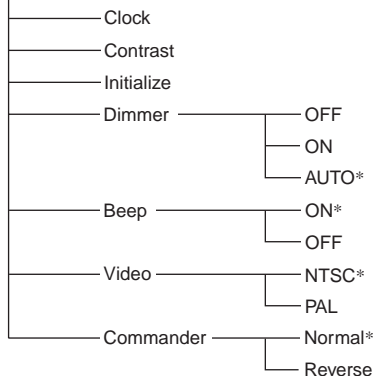 Clock
Contrast
Initialize
Dimmer OFF
ON
AUTO*
Beep ON*
OFF
Video NTSC*
PAL
Commander Normal*
Reverse